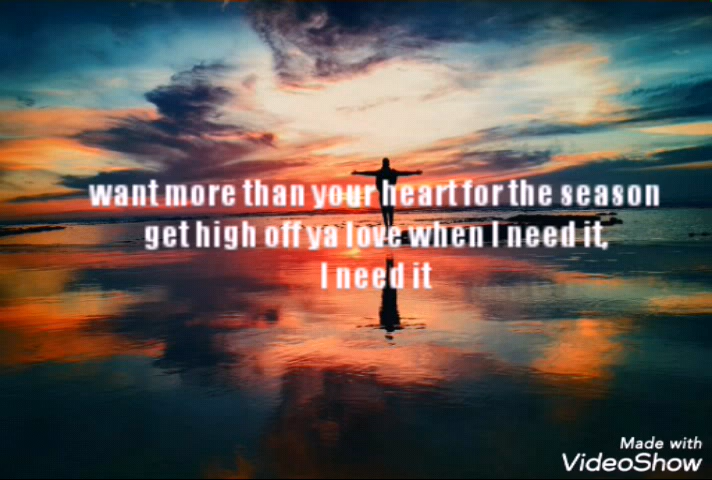 want more than your heart for the season
get high off ya love when I need it,
I need it
Made with
VideoShow